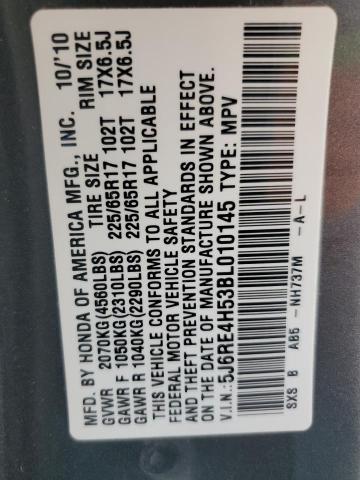 MFD. BY HONDA OF AMERICA MFG., INC. 10/'10
TIRE SIZE RIM SIZE
GVWR 2070KG(4560LBS)
GAWR F 1050KG(2310LBS) 225/65R17 102T 17X6.5J
GAWR R 1040KG(2290LBS) 225/65R17 102T 17X6.5J
THIS VEHICLE CONFORMS TO ALL APPLICABLE
FEDERAL MOTOR VEHICLE SAFETY
AND THEFT PREVENTION STANDARDS IN EFFECT
ON THE DATE OF MANUFACTURE SHOWN ABOVE.
V.I.N.:5J6RE4H53BL010145 TYPE: MPV
SXS B AB5 -NH737M -A-L